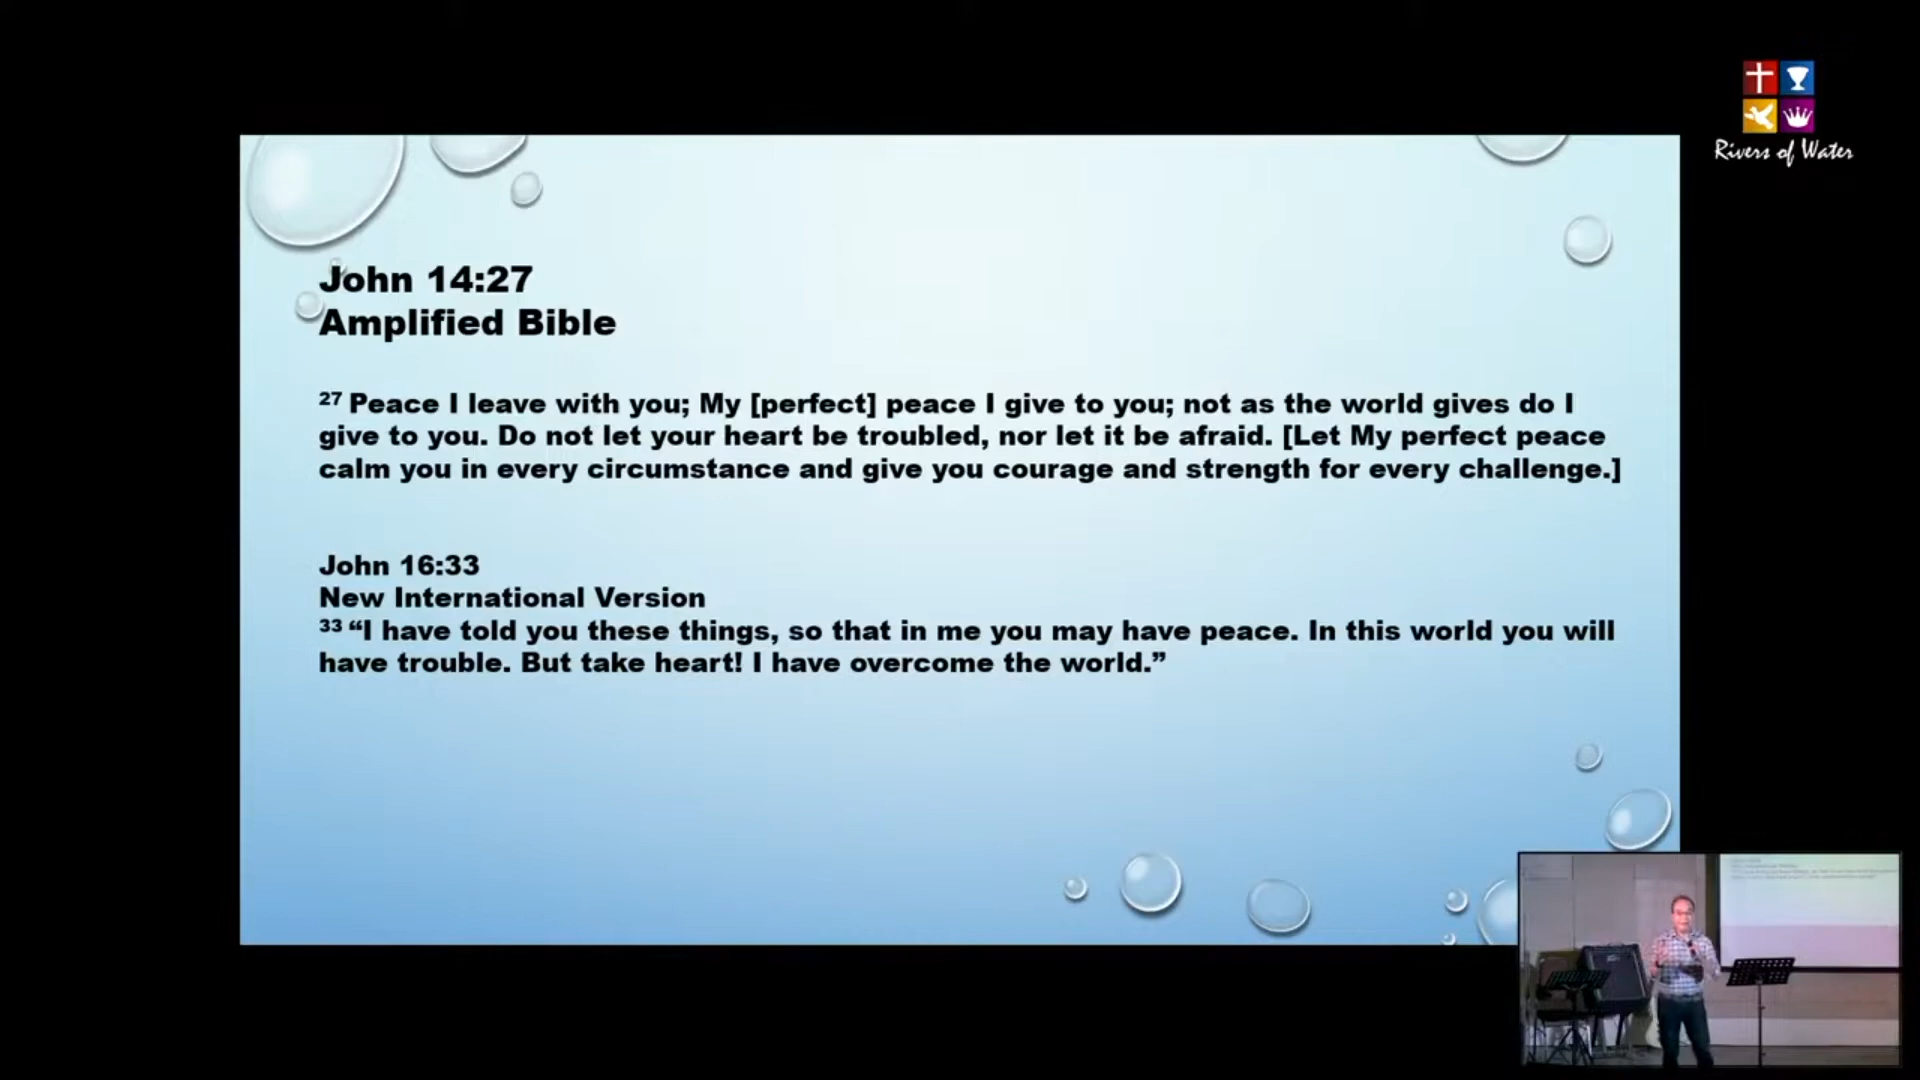 Rivers of Water
John 14:27
Amplified Bible
27 Peace I leave with you; My [perfect] peace I give to you; not as the world gives do I
give to you. Do not let your heart be troubled, nor let it be afraid. [Let My perfect peace
calm you in every circumstance and give you courage and strength for every challenge.]
John 16:33
New International Version
33 “I have told you these things, so that in me you may have peace. In this world you will
have trouble. But take heart! I have overcome the world.”